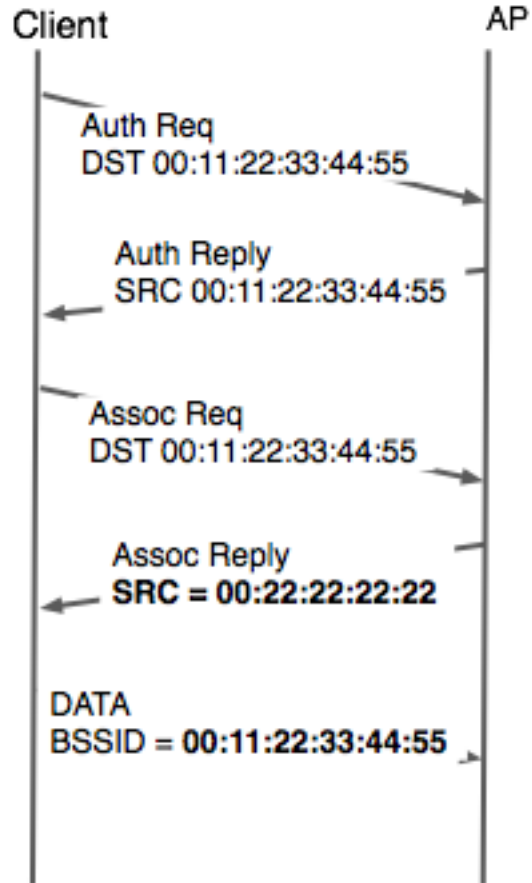 Client
AP
Auth Req
DST 00:11:22:33:44:55
Auth Reply
SRC 00:11:22:33:44:55
Assoc Req
DST 00:11:22:33:44:55
Assoc Reply
SRC = 00:22:22:22:22
DATA
BSSID = 00:11:22:33:44:55